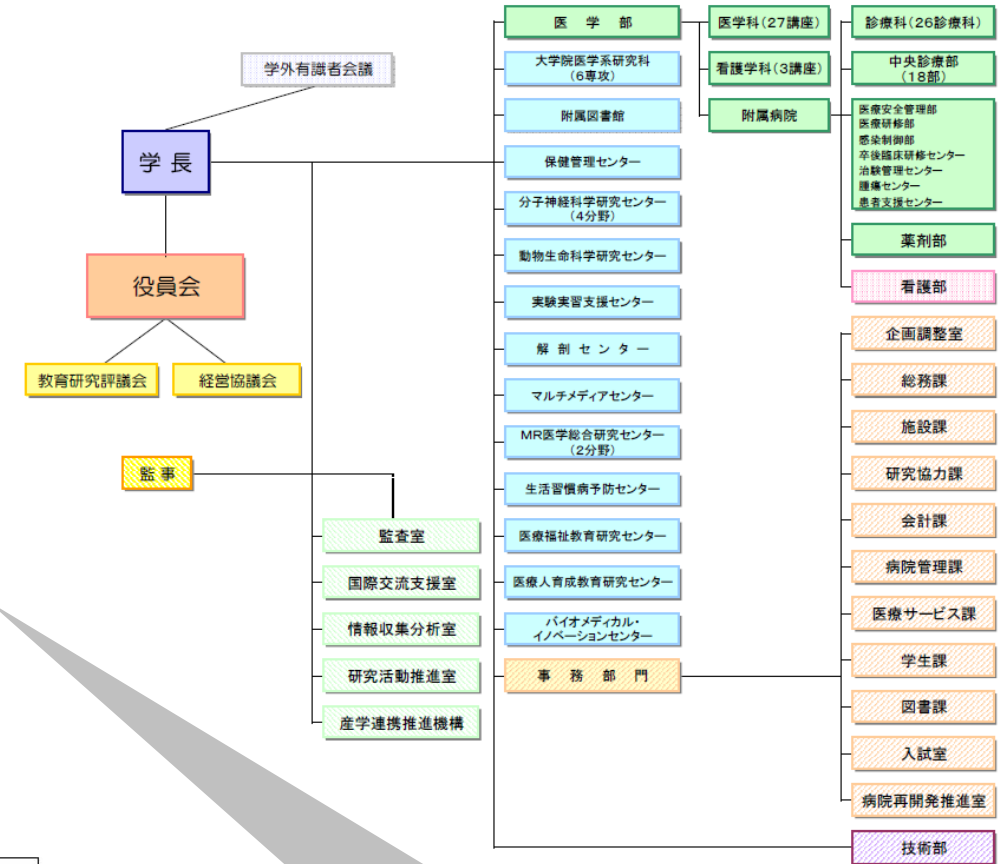 学外有識者会議
学 長
役員会
教育研究評議会
経営協議会
監 事
監査室
国際交流支援室
情報収集分析室
研究活動推進室
産学連携推進機構
医 学 部
大学院医学系研究科
(6専攻)
附属図書館
保健管理センター
分子神経科学研究センター
(4分野)
動物生命科学研究センター
実験実習支援センター
解 剖 セ ン タ ー
マルチメディアセンター
MR医学総合研究センター
(2分野)
生活習慣病予防センター
医療福祉教育研究センター
医療人育成教育研究センター
バイオメディカル・
イノベーションセンター
事 務 部 門
医学科(27講座)
看護学科(3講座)
附属病院
診療科(26診療科)
中央診療部
(18部)
医療安全管理部
医療研修部
感染制御部
卒後臨床研修センター
治験管理センター
腫瘍センター
患者支援センター
薬剤部
看護部
企画調整室
総務課
施設課
研究協力課
会計課
病院管理課
医療サービス課
学生課
図書課
入試室
病院再開発推進室
技術部